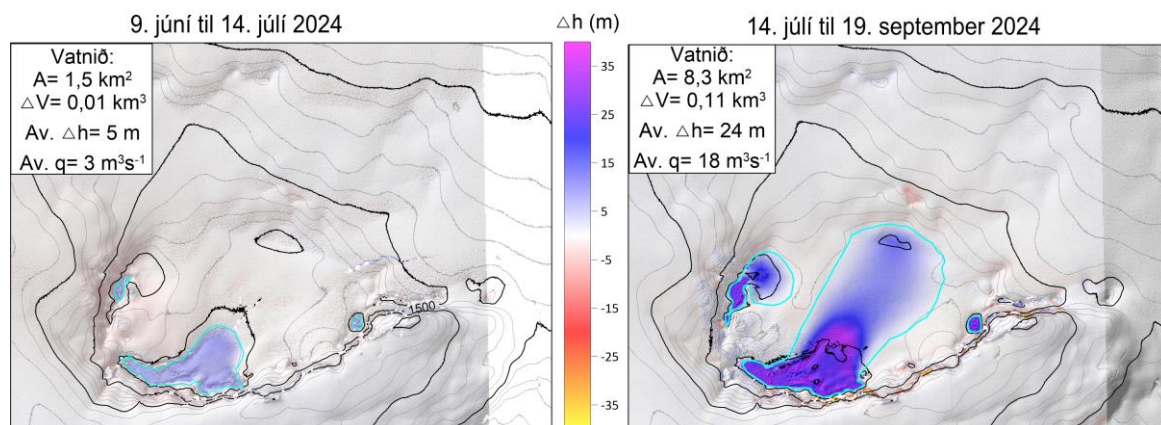 9. júní til 14. júlí 2024
Vatnið:
A= 1,5 km²
△V= 0,01 km³
Av. △h= 5 m
Av. q= 3 m³s⁻¹
1500
△h (m)
35
25
15
5
-5
-15
-25
-35
14. júlí til 19. september 2024
Vatnið:
A= 8,3 km²
△V= 0,11 km³
Av. △h= 24 m
Av. q= 18 m³s⁻¹